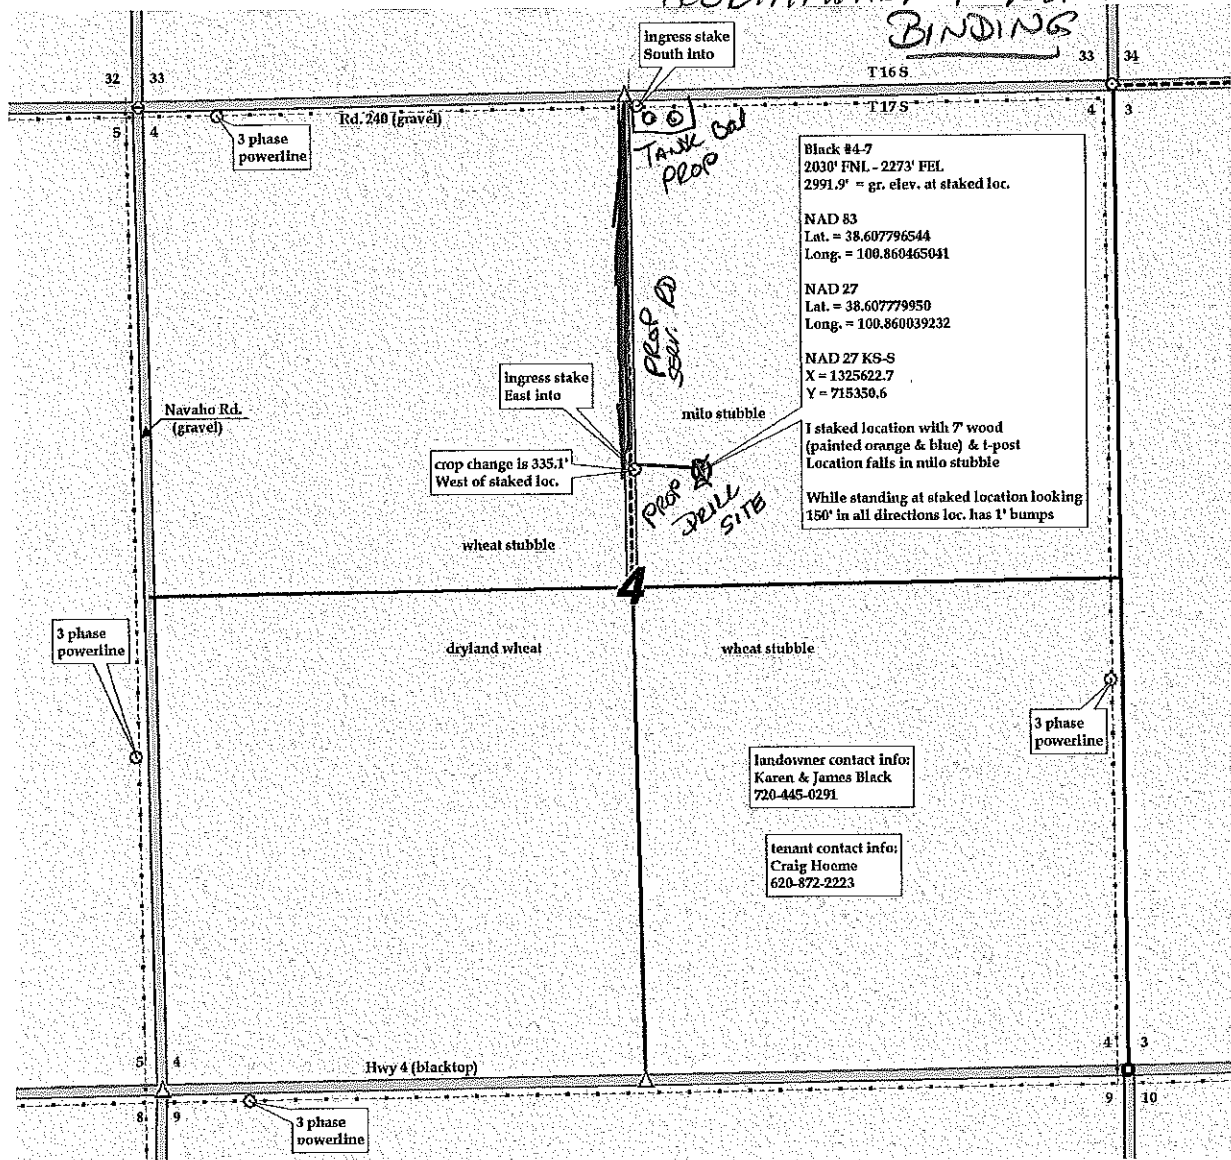 BINDING
ingress stake
South into
32
33
33
34
T16 S
T17 S
5
4
4
3
Rd. 240 (gravel)
3 phase
powerline
TANK Bat
PROP
Black #4-7
2030' FNL - 2273' FEL
2991.9' = gr. elev. at staked loc.
NAD 83
Lat. = 38.607796544
Long. = 100.860465041
NAD 27
Lat. = 38.607779950
Long. = 100.860039232
NAD 27 KS-S
X = 1325622.7
Y = 715350.6
I staked location with 7' wood
(painted orange & blue) & t-post
Location falls in milo stubble
While standing at staked location looking
150' in all directions loc. has 1' bumps
PROP RD
SERV.
ingress stake
East into
Navaho Rd.
(gravel)
milo stubble
crop change is 335.1'
West of staked loc.
PROP
DRILL
SITE
wheat stubble
4
3 phase
powerline
dryland wheat
wheat stubble
3 phase
powerline
landowner contact info:
Karen & James Black
720-445-0291
tenant contact info:
Craig Hoeme
620-872-2223
5
4
4
3
Hwy 4 (blacktop)
8
9
9
10
3 phase
powerline